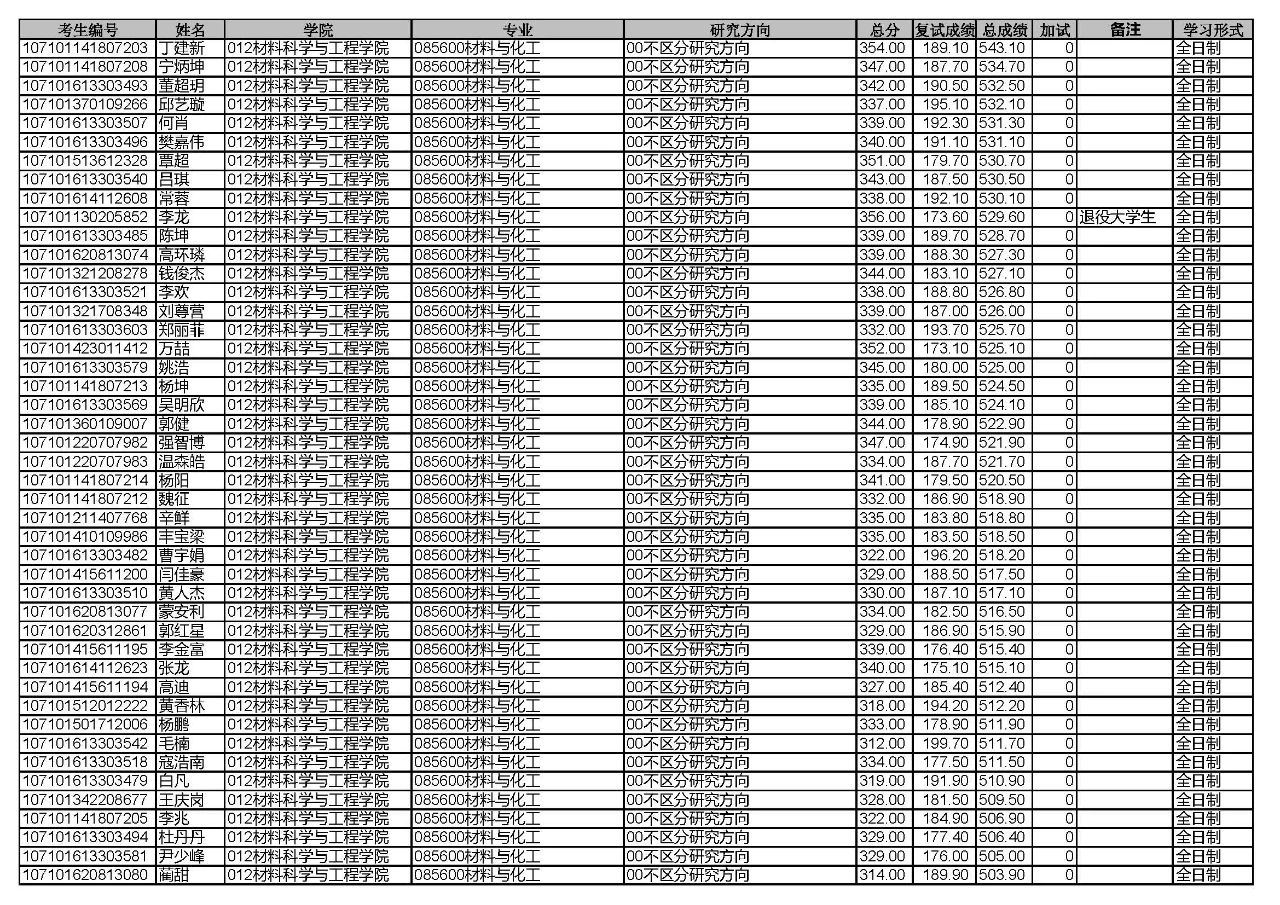 考生编号 姓名 学院 专业 研究方向 总分 复试成绩 总成绩 加试 备注 学习形式
107101141807203 丁建新 012材料科学与工程学院 085600材料与化工 00不区分研究方向 354.00 189.10 543.10 0 全日制
107101141807208 宁炳坤 012材料科学与工程学院 085600材料与化工 00不区分研究方向 347.00 187.70 534.70 0 全日制
107101613303493 董超玥 012材料科学与工程学院 085600材料与化工 00不区分研究方向 342.00 190.50 532.50 0 全日制
107101370109266 邱艺璇 012材料科学与工程学院 085600材料与化工 00不区分研究方向 337.00 195.10 532.10 0 全日制
107101613303507 何肖 012材料科学与工程学院 085600材料与化工 00不区分研究方向 339.00 192.30 531.30 0 全日制
107101613303496 樊嘉伟 012材料科学与工程学院 085600材料与化工 00不区分研究方向 340.00 191.10 531.10 0 全日制
107101513612328 覃超 012材料科学与工程学院 085600材料与化工 00不区分研究方向 351.00 179.70 530.70 0 全日制
107101613303540 吕琪 012材料科学与工程学院 085600材料与化工 00不区分研究方向 343.00 187.50 530.50 0 全日制
107101614112608 常蓉 012材料科学与工程学院 085600材料与化工 00不区分研究方向 338.00 192.10 530.10 0 全日制
107101130205852 李龙 012材料科学与工程学院 085600材料与化工 00不区分研究方向 356.00 173.60 529.60 0 退役大学生 全日制
107101613303485 陈坤 012材料科学与工程学院 085600材料与化工 00不区分研究方向 339.00 189.70 528.70 0 全日制
107101620813074 高环璘 012材料科学与工程学院 085600材料与化工 00不区分研究方向 339.00 188.30 527.30 0 全日制
107101321208278 钱俊杰 012材料科学与工程学院 085600材料与化工 00不区分研究方向 344.00 183.10 527.10 0 全日制
107101613303521 李欢 012材料科学与工程学院 085600材料与化工 00不区分研究方向 338.00 188.80 526.80 0 全日制
107101321708348 刘尊营 012材料科学与工程学院 085600材料与化工 00不区分研究方向 339.00 187.00 526.00 0 全日制
107101613303603 郑丽菲 012材料科学与工程学院 085600材料与化工 00不区分研究方向 332.00 193.70 525.70 0 全日制
107101423011412 万喆 012材料科学与工程学院 085600材料与化工 00不区分研究方向 352.00 173.10 525.10 0 全日制
107101613303579 姚浩 012材料科学与工程学院 085600材料与化工 00不区分研究方向 345.00 180.00 525.00 0 全日制
107101141807213 杨坤 012材料科学与工程学院 085600材料与化工 00不区分研究方向 335.00 189.50 524.50 0 全日制
107101613303569 吴明欣 012材料科学与工程学院 085600材料与化工 00不区分研究方向 339.00 185.10 524.10 0 全日制
107101360109007 郭健 012材料科学与工程学院 085600材料与化工 00不区分研究方向 344.00 178.90 522.90 0 全日制
107101220707982 强智博 012材料科学与工程学院 085600材料与化工 00不区分研究方向 347.00 174.90 521.90 0 全日制
107101220707983 温森皓 012材料科学与工程学院 085600材料与化工 00不区分研究方向 334.00 187.70 521.70 0 全日制
107101141807214 杨阳 012材料科学与工程学院 085600材料与化工 00不区分研究方向 341.00 179.50 520.50 0 全日制
107101141807212 魏征 012材料科学与工程学院 085600材料与化工 00不区分研究方向 332.00 186.90 518.90 0 全日制
107101211407768 辛鲜 012材料科学与工程学院 085600材料与化工 00不区分研究方向 335.00 183.80 518.80 0 全日制
107101410109986 丰宝梁 012材料科学与工程学院 085600材料与化工 00不区分研究方向 335.00 183.50 518.50 0 全日制
107101613303482 曹宇娟 012材料科学与工程学院 085600材料与化工 00不区分研究方向 322.00 196.20 518.20 0 全日制
107101415611200 闫佳豪 012材料科学与工程学院 085600材料与化工 00不区分研究方向 329.00 188.50 517.50 0 全日制
107101613303510 黄人杰 012材料科学与工程学院 085600材料与化工 00不区分研究方向 330.00 187.10 517.10 0 全日制
107101620813077 蒙安利 012材料科学与工程学院 085600材料与化工 00不区分研究方向 334.00 182.50 516.50 0 全日制
107101620312861 郭红星 012材料科学与工程学院 085600材料与化工 00不区分研究方向 329.00 186.90 515.90 0 全日制
107101415611195 李金富 012材料科学与工程学院 085600材料与化工 00不区分研究方向 339.00 176.40 515.40 0 全日制
107101614112623 张龙 012材料科学与工程学院 085600材料与化工 00不区分研究方向 340.00 175.10 515.10 0 全日制
107101415611194 高迪 012材料科学与工程学院 085600材料与化工 00不区分研究方向 327.00 185.40 512.40 0 全日制
107101512012222 黄香林 012材料科学与工程学院 085600材料与化工 00不区分研究方向 318.00 194.20 512.20 0 全日制
107101501712006 杨鹏 012材料科学与工程学院 085600材料与化工 00不区分研究方向 333.00 178.90 511.90 0 全日制
107101613303542 毛楠 012材料科学与工程学院 085600材料与化工 00不区分研究方向 312.00 199.70 511.70 0 全日制
107101613303518 寇浩南 012材料科学与工程学院 085600材料与化工 00不区分研究方向 334.00 177.50 511.50 0 全日制
107101613303479 白凡 012材料科学与工程学院 085600材料与化工 00不区分研究方向 319.00 191.90 510.90 0 全日制
107101342208677 王庆岗 012材料科学与工程学院 085600材料与化工 00不区分研究方向 328.00 181.50 509.50 0 全日制
107101141807205 李兆 012材料科学与工程学院 085600材料与化工 00不区分研究方向 322.00 184.90 506.90 0 全日制
107101613303494 杜丹丹 012材料科学与工程学院 085600材料与化工 00不区分研究方向 329.00 177.40 506.40 0 全日制
107101613303581 尹少峰 012材料科学与工程学院 085600材料与化工 00不区分研究方向 329.00 176.00 505.00 0 全日制
107101620813080 蔺甜 012材料科学与工程学院 085600材料与化工 00不区分研究方向 314.00 189.90 503.90 0 全日制